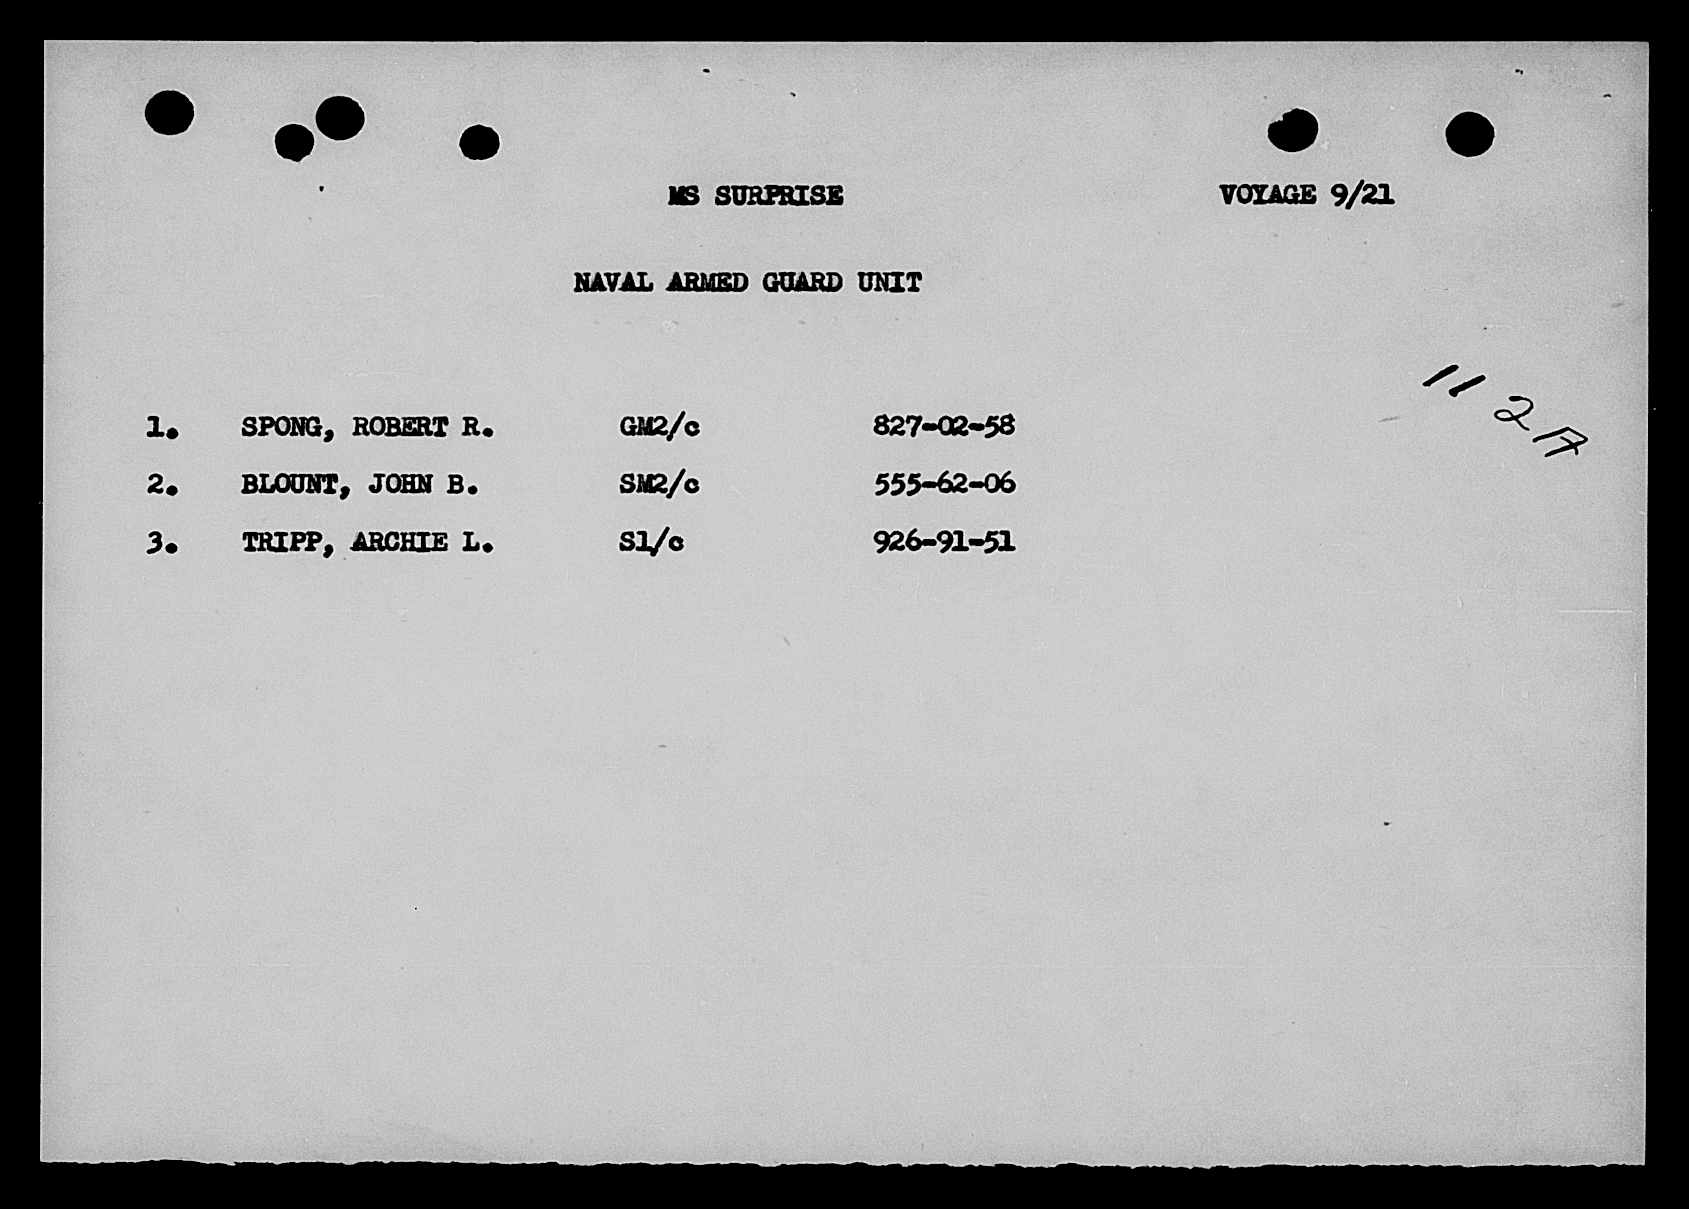 MS SURPRISE VOYAGE 9/21
NAVAL ARMED GUARD UNIT
112A
1. SPONG, ROBERT R. GM2/c 827-02-58
2. BLOUNT, JOHN B. SM2/c 555-62-06
3. TRIPP, ARCHIE L. S1/c 926-91-51